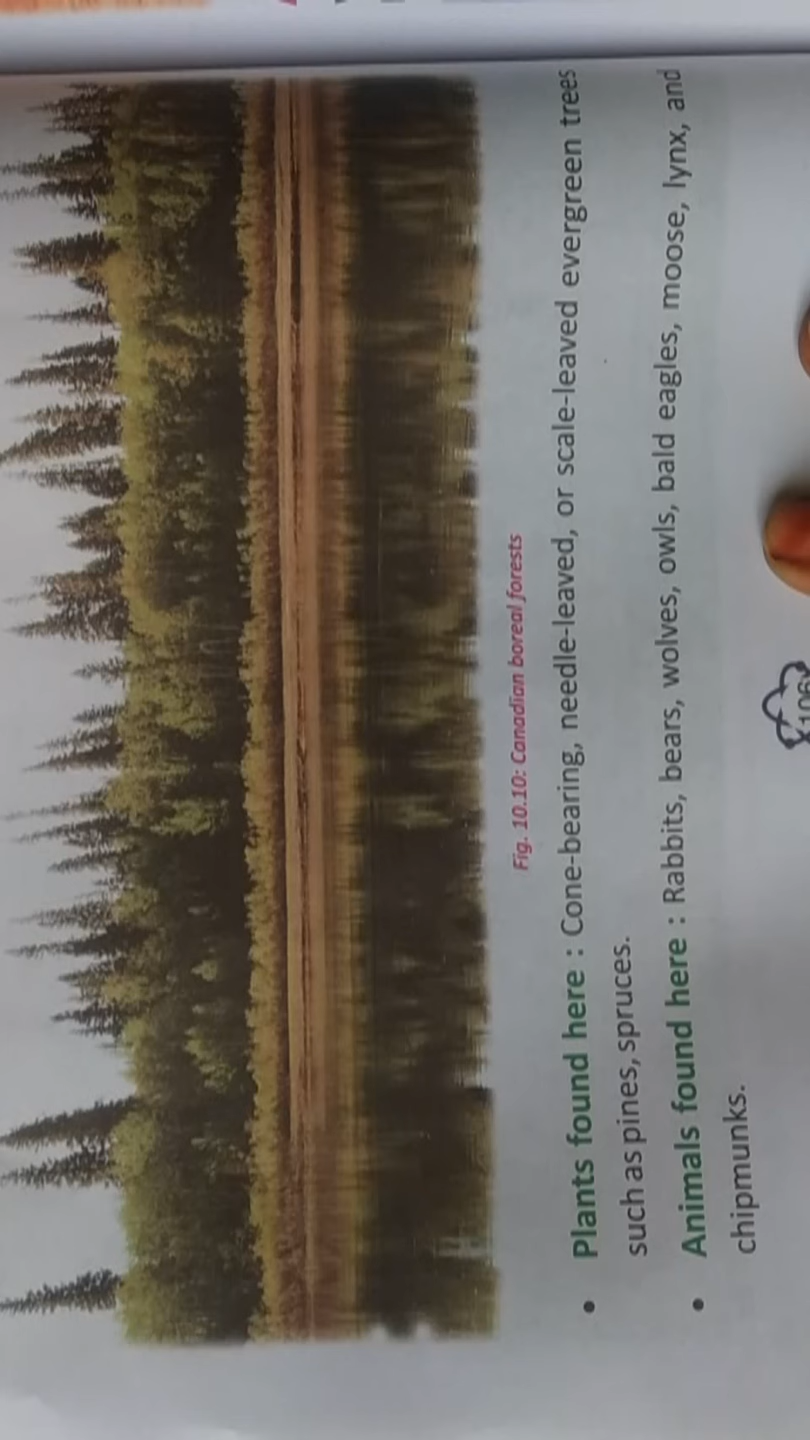 Fig. 10.10: Canadian boreal forests
• Plants found here : Cone-bearing, needle-leaved, or scale-leaved evergreen trees
such as pines, spruces.
• Animals found here : Rabbits, bears, wolves, owls, bald eagles, moose, lynx, and
chipmunks.